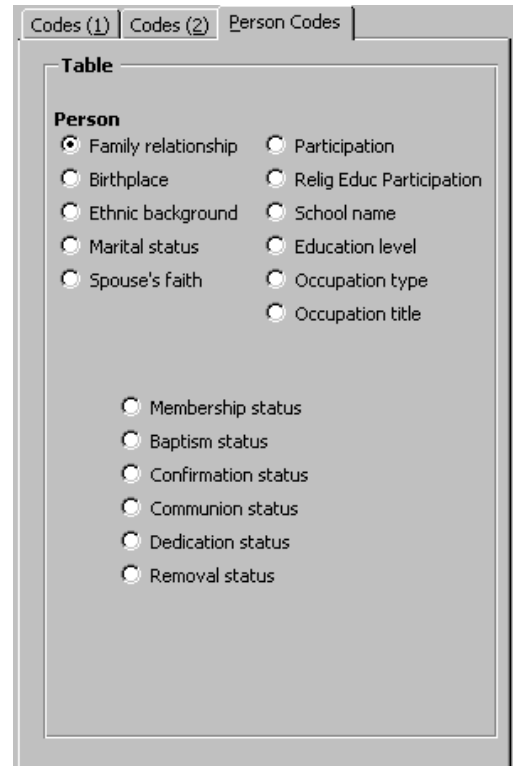 Codes (1) Codes (2) Person Codes
Table
Person
Family relationship Participation
Birthplace Relig Educ Participation
Ethnic background School name
Marital status Education level
Spouse's faith Occupation type
Occupation title
Membership status
Baptism status
Confirmation status
Communion status
Dedication status
Removal status